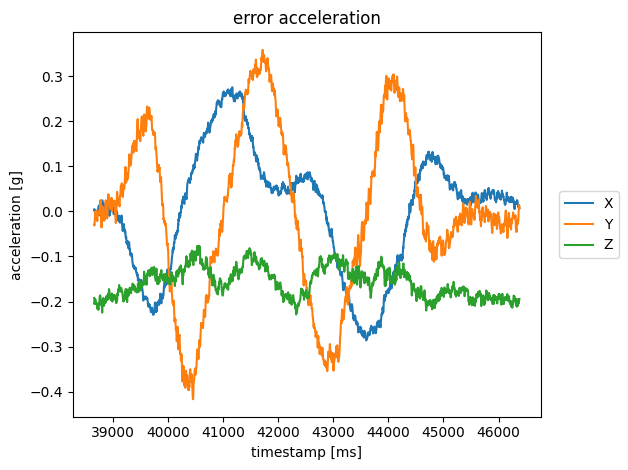 error acceleration
acceleration [g]
0.3
0.2
0.1
0.0
−0.1
−0.2
−0.3
−0.4
39000 40000 41000 42000 43000 44000 45000 46000
timestamp [ms]
X
Y
Z